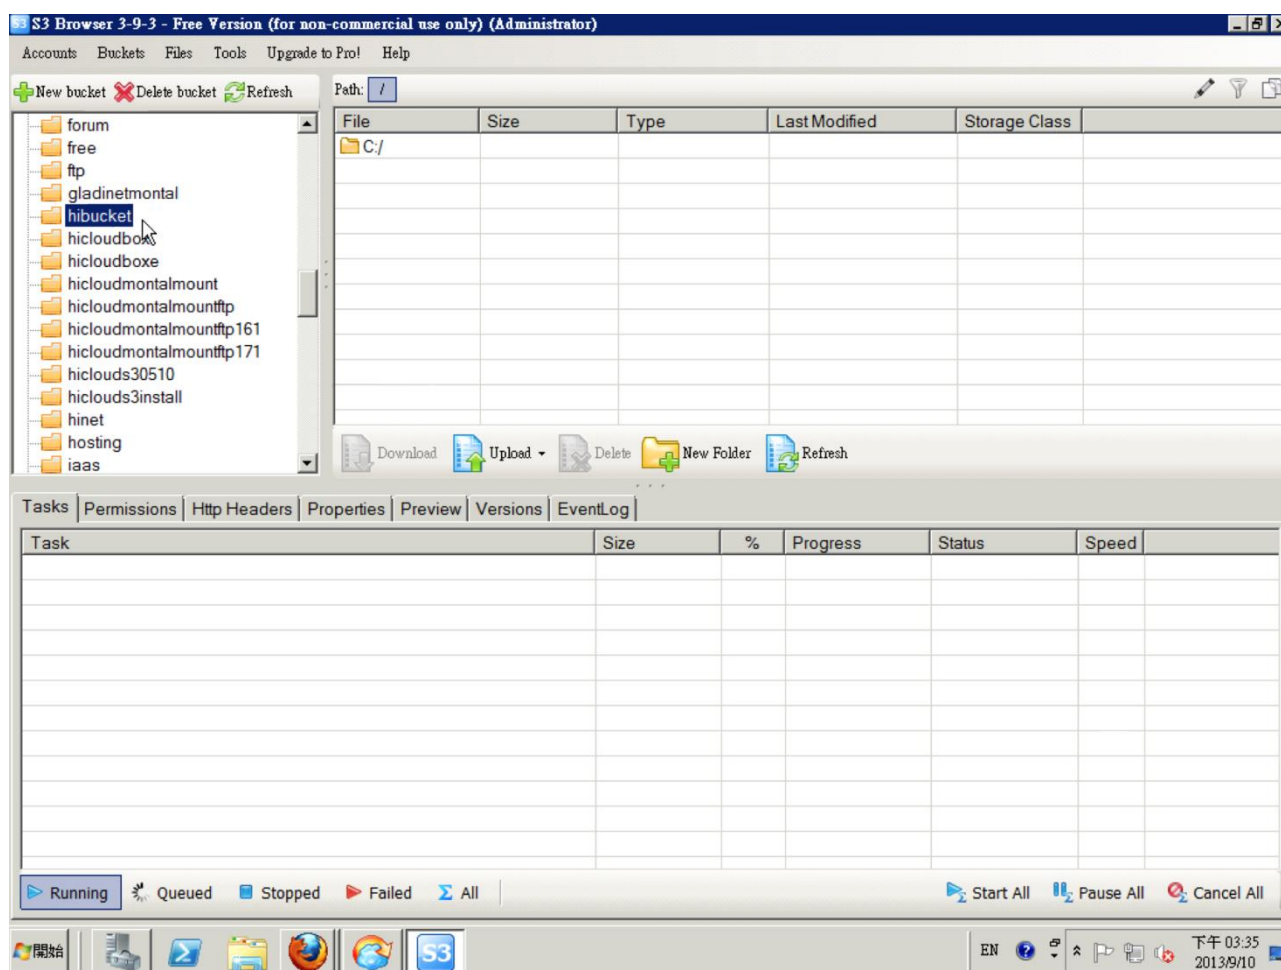 S3 S3 Browser 3-9-3 - Free Version (for non-commercial use only) (Administrator)
Accounts Buckets Files Tools Upgrade to Pro! Help
New bucket Delete bucket Refresh
Path: /
forum
free
ftp
gladinetmontal
hibucket
hicloudboxe
hicloudmontalmount
hicloudmontalmountftp
hicloudmontalmountftp161
hicloudmontalmountftp171
hiclouds30510
hiclouds3install
hinet
hosting
iaas
File Size Type Last Modified Storage Class
C:/
Download Upload Delete New Folder Refresh
Tasks Permissions Http Headers Properties Preview Versions EventLog
Task Size % Progress Status Speed
Running Queued Stopped Failed Σ All Start All Pause All Cancel All
開始 S3 EN 下午 03:35
2013/9/10